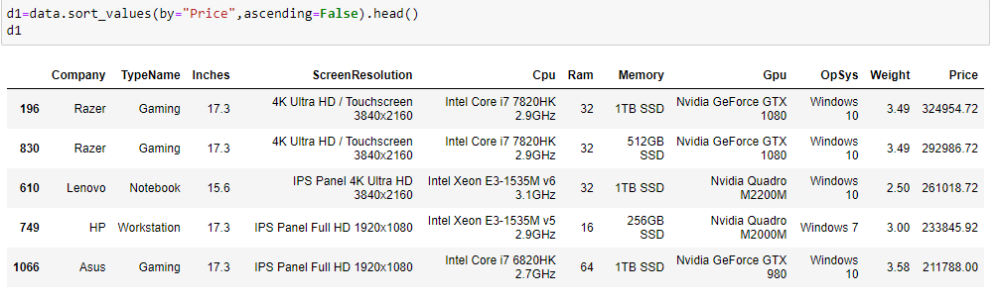 d1=data.sort_values(by="Price",ascending=False).head()
d1
Company TypeName Inches ScreenResolution Cpu Ram Memory Gpu OpSys Weight Price
196 Razer Gaming 17.3 4K Ultra HD / Touchscreen 3840x2160 Intel Core i7 7820HK 2.9GHz 32 1TB SSD Nvidia GeForce GTX 1080 Windows 10 3.49 324954.72
830 Razer Gaming 17.3 4K Ultra HD / Touchscreen 3840x2160 Intel Core i7 7820HK 2.9GHz 32 512GB SSD Nvidia GeForce GTX 1080 Windows 10 3.49 292986.72
610 Lenovo Notebook 15.6 IPS Panel 4K Ultra HD 3840x2160 Intel Xeon E3-1535M v6 3.1GHz 32 1TB SSD Nvidia Quadro M2200M Windows 10 2.50 261018.72
749 HP Workstation 17.3 IPS Panel Full HD 1920x1080 Intel Xeon E3-1535M v5 2.9GHz 16 256GB SSD Nvidia Quadro M2000M Windows 7 3.00 233845.92
1066 Asus Gaming 17.3 IPS Panel Full HD 1920x1080 Intel Core i7 6820HK 2.7GHz 64 1TB SSD Nvidia GeForce GTX 980 Windows 10 3.58 211788.00